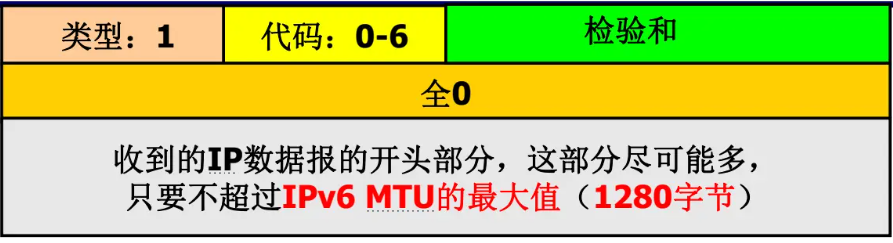 类型：1 代码：0-6 检验和
全0
收到的IP数据报的开头部分，这部分尽可能多，
只要不超过IPv6 MTU的最大值（1280字节）